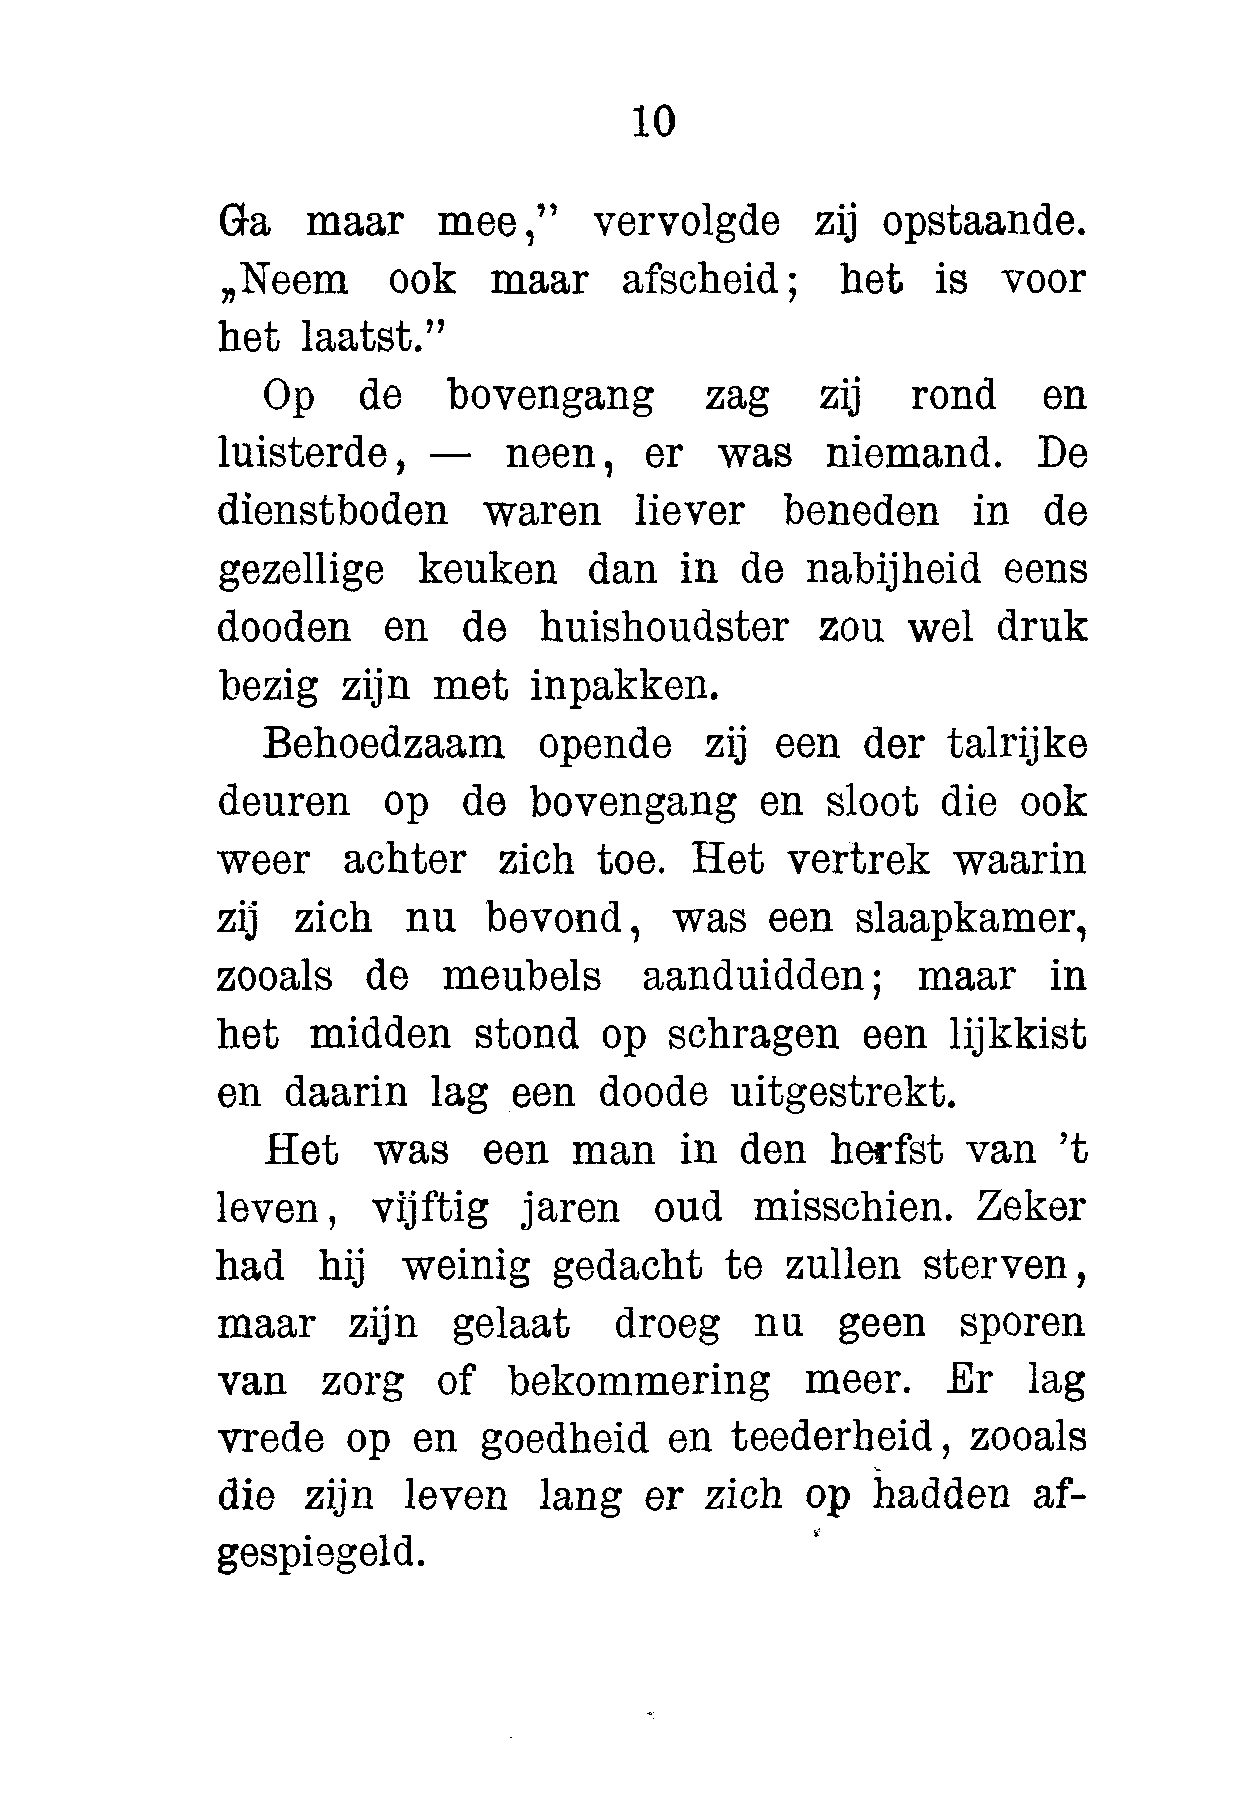 10
Ga maar mee,” vervolgde zij opstaande.
„Neem ook maar afscheid; het is voor
het laatst.”
Op de bovengang zag zij rond en
luisterde, — neen, er was niemand. De
dienstboden waren liever beneden in de
gezellige keuken dan in de nabijheid eens
dooden en de huishoudster zou wel druk
bezig zijn met inpakken.
Behoedzaam opende zij een der talrijke
deuren op de bovengang en sloot die ook
weer achter zich toe. Het vertrek waarin
zij zich nu bevond, was een slaapkamer,
zooals de meubels aanduidden; maar in
het midden stond op schragen een lijkkist
en daarin lag een doode uitgestrekt.
Het was een man in den herfst van ’t
leven, vijftig jaren oud misschien. Zeker
had hij weinig gedacht te zullen sterven,
maar zijn gelaat droeg nu geen sporen
van zorg of bekommering meer. Er lag
vrede op en goedheid en teederheid, zooals
die zijn leven lang er zich op hadden af-
gespiegeld.